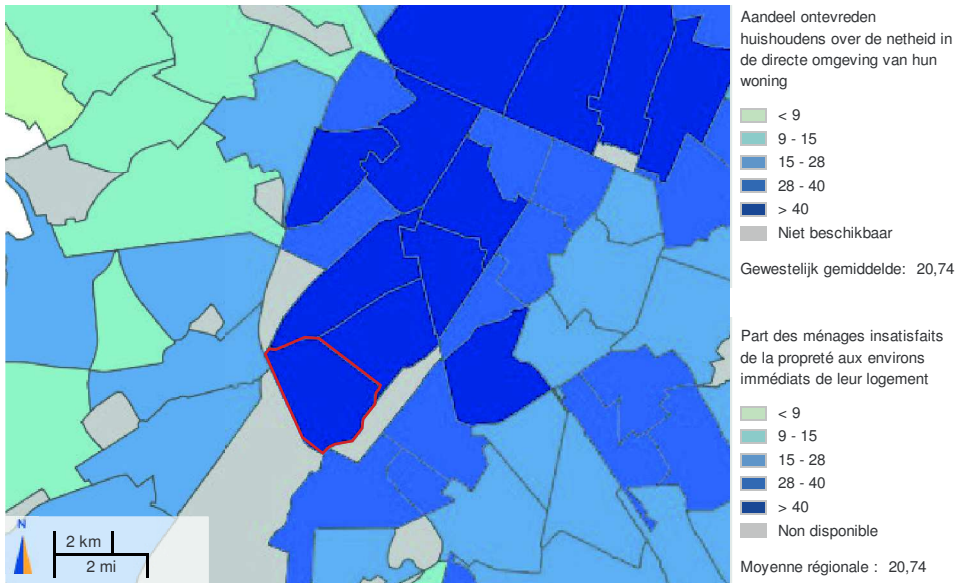 Aandeel ontevreden
huishoudens over de netheid in
de directe omgeving van hun
woning
< 9
9 - 15
15 - 28
28 - 40
> 40
Niet beschikbaar
Gewestelijk gemiddelde: 20,74
Part des ménages insatisfaits
de la propreté aux environs
immédiats de leur logement
< 9
9 - 15
15 - 28
28 - 40
> 40
Non disponible
Moyenne régionale : 20,74
N
2 km
2 mi